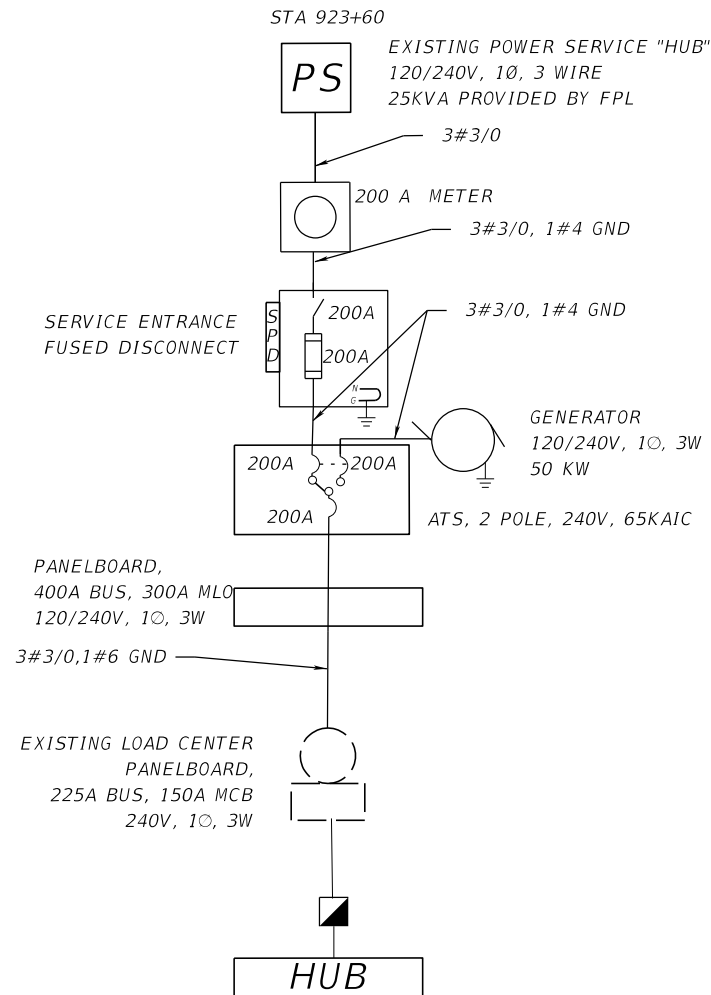 STA 923+60
PS
EXISTING POWER SERVICE "HUB"
120/240V, 1Ø, 3 WIRE
25KVA PROVIDED BY FPL
3#3/0
200 A METER
3#3/0, 1#4 GND
SERVICE ENTRANCE
FUSED DISCONNECT
SPD
200A
200A
N
G
3#3/0, 1#4 GND
GENERATOR
120/240V, 1∅, 3W
50 KW
200A
200A
200A
ATS, 2 POLE, 240V, 65KAIC
PANELBOARD,
400A BUS, 300A MLO
120/240V, 1∅, 3W
3#3/0,1#6 GND
EXISTING LOAD CENTER
PANELBOARD,
225A BUS, 150A MCB
240V, 1∅, 3W
HUB